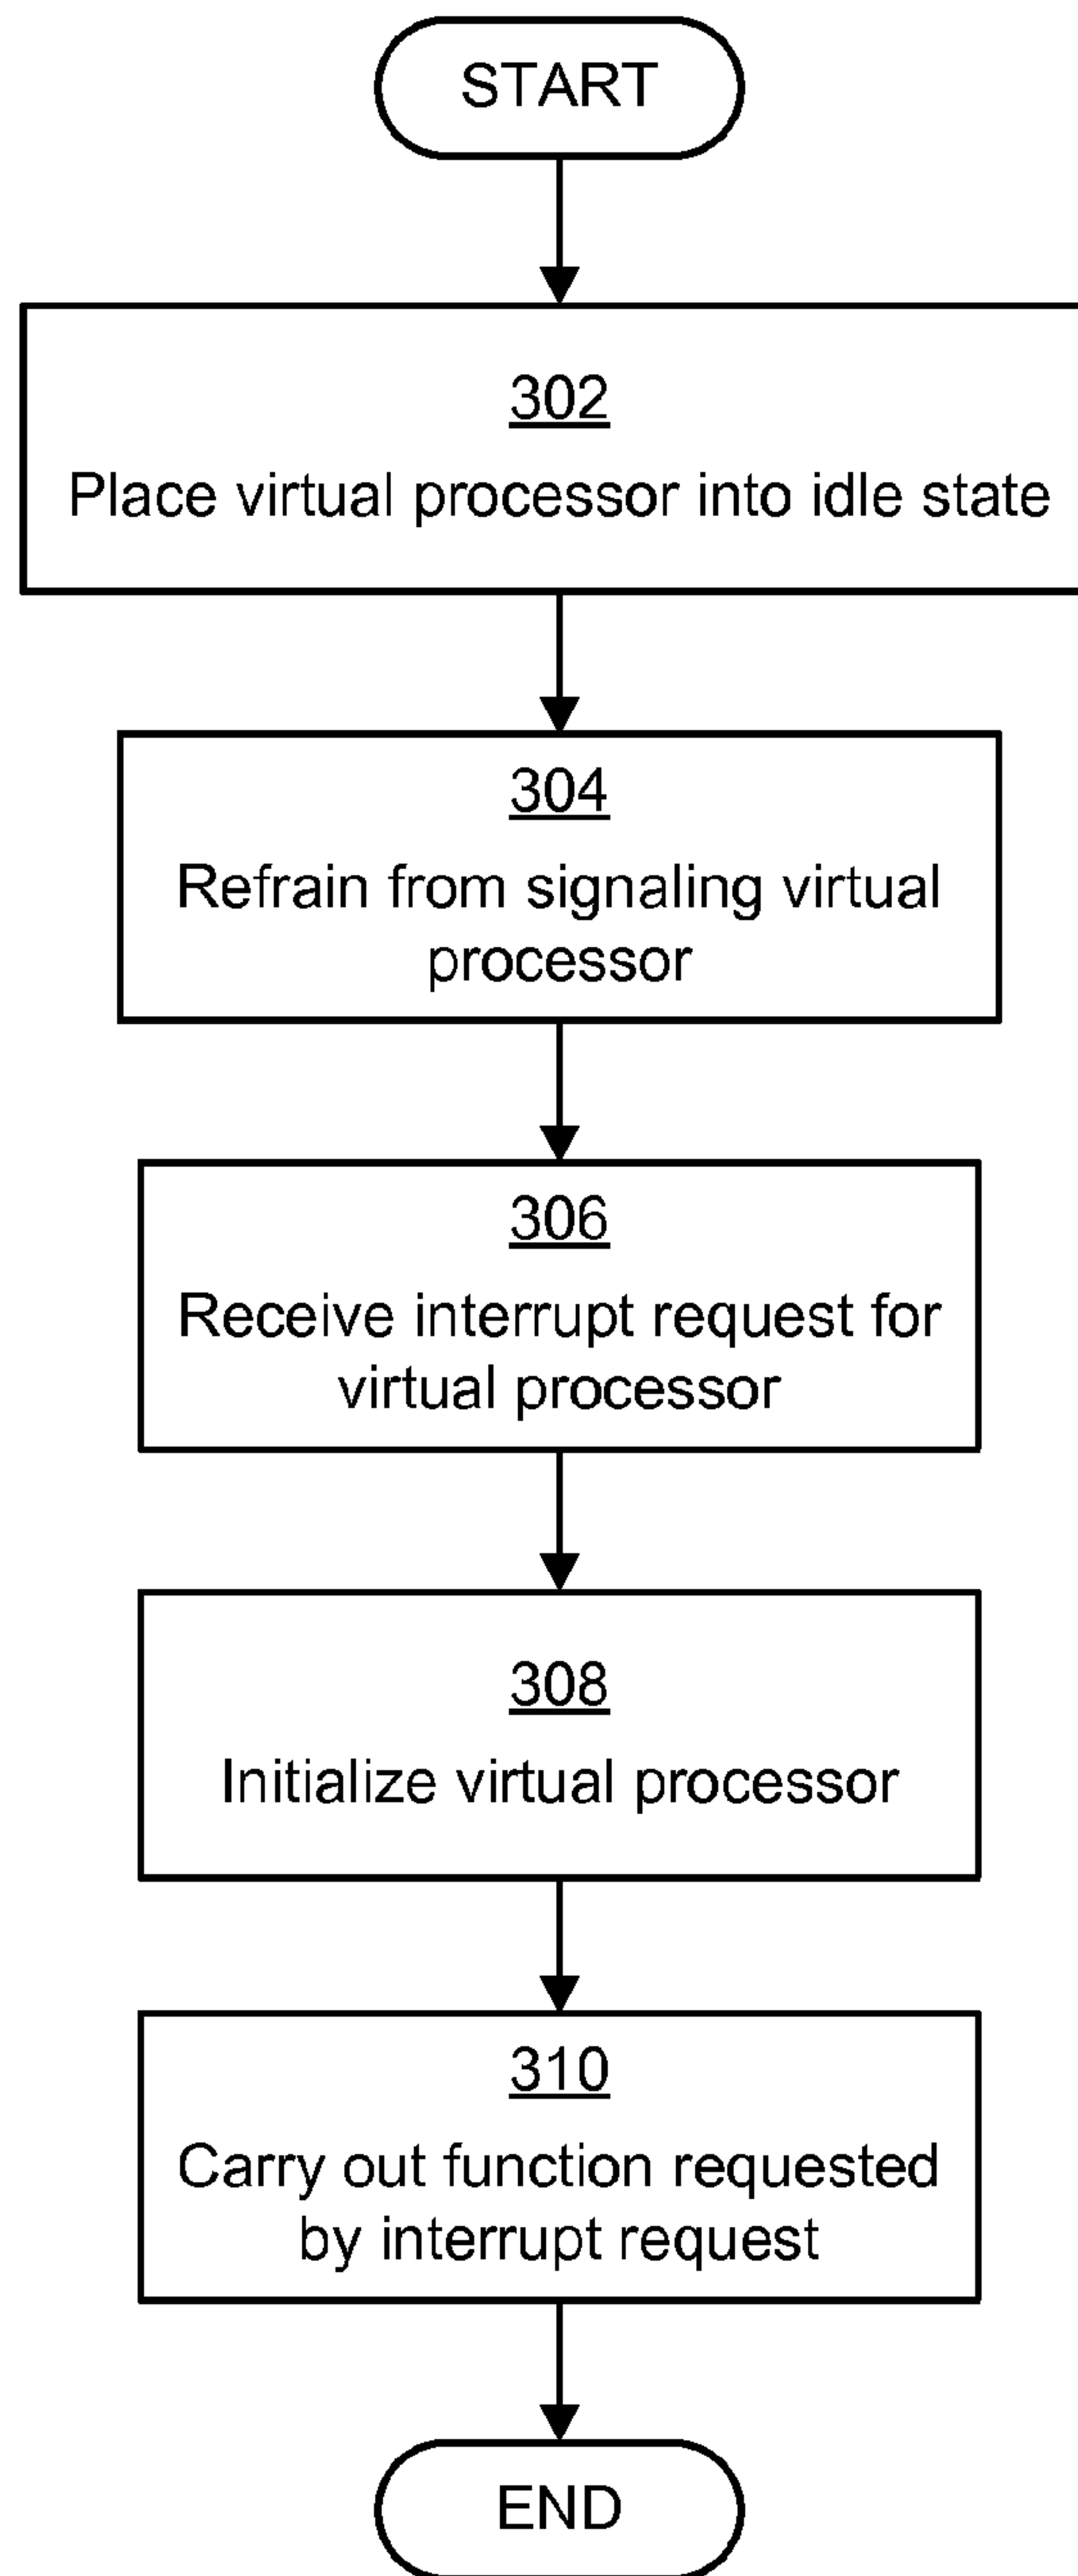 START
302
Place virtual processor into idle state
304
Refrain from signaling virtual
processor
306
Receive interrupt request for
virtual processor
308
Initialize virtual processor
310
Carry out function requested
by interrupt request
END